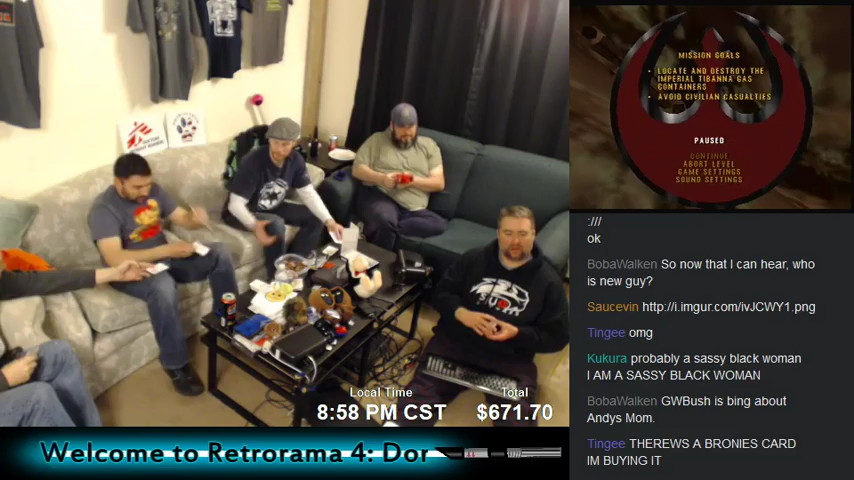 MISSION GOALS
• LOCATE AND DESTROY THE
IMPERIAL TIBANNA GAS
CONTAINERS
• AVOID CIVILIAN CASUALTIES
PAUSED
CONTINUE
ABORT LEVEL
GAME SETTINGS
SOUND SETTINGS
:///
ok
BobaWalken So now that I can hear, who
is new guy?
Saucevin http://i.imgur.com/ivJCWY1.png
Tingee omg
Kukura probably a sassy black woman
I AM A SASSY BLACK WOMAN
BobaWalken GWBush is bing about
Andys Mom.
Tingee THEREWS A BRONIES CARD
IM BUYING IT
Local Time
8:58 PM CST
Total
$671.70
Welcome to Retrorama 4: Dor